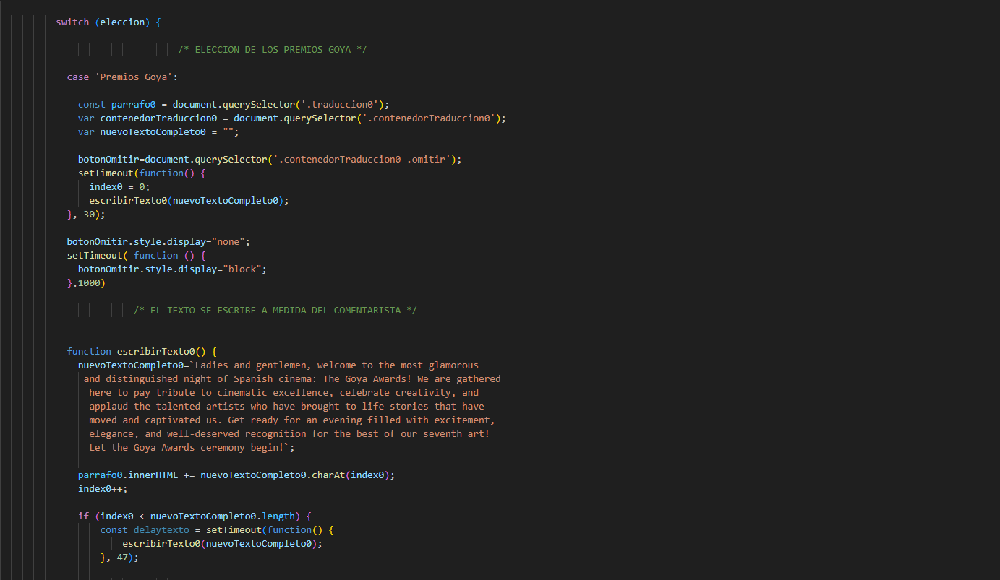 switch (eleccion) {
/* ELECCION DE LOS PREMIOS GOYA */
case 'Premios Goya':
const parrafo0 = document.querySelector('.traduccion0');
var contenedorTraduccion0 = document.querySelector('.contenedorTraduccion0');
var nuevoTextoCompleto0 = "";
botonOmitir=document.querySelector('.contenedorTraduccion0 .omitir');
setTimeout(function() {
index0 = 0;
escribirTexto0(nuevoTextoCompleto0);
}, 30);
botonOmitir.style.display="none";
setTimeout( function () {
botonOmitir.style.display="block";
},1000)
/* EL TEXTO SE ESCRIBE A MEDIDA DEL COMENTARISTA */
function escribirTexto0() {
nuevoTextoCompleto0=`Ladies and gentlemen, welcome to the most glamorous
and distinguished night of Spanish cinema: The Goya Awards! We are gathered
here to pay tribute to cinematic excellence, celebrate creativity, and
applaud the talented artists who have brought to life stories that have
moved and captivated us. Get ready for an evening filled with excitement,
elegance, and well-deserved recognition for the best of our seventh art!
Let the Goya Awards ceremony begin!`;
parrafo0.innerHTML += nuevoTextoCompleto0.charAt(index0);
index0++;
if (index0 < nuevoTextoCompleto0.length) {
const delaytexto = setTimeout(function() {
escribirTexto0(nuevoTextoCompleto0);
}, 47);